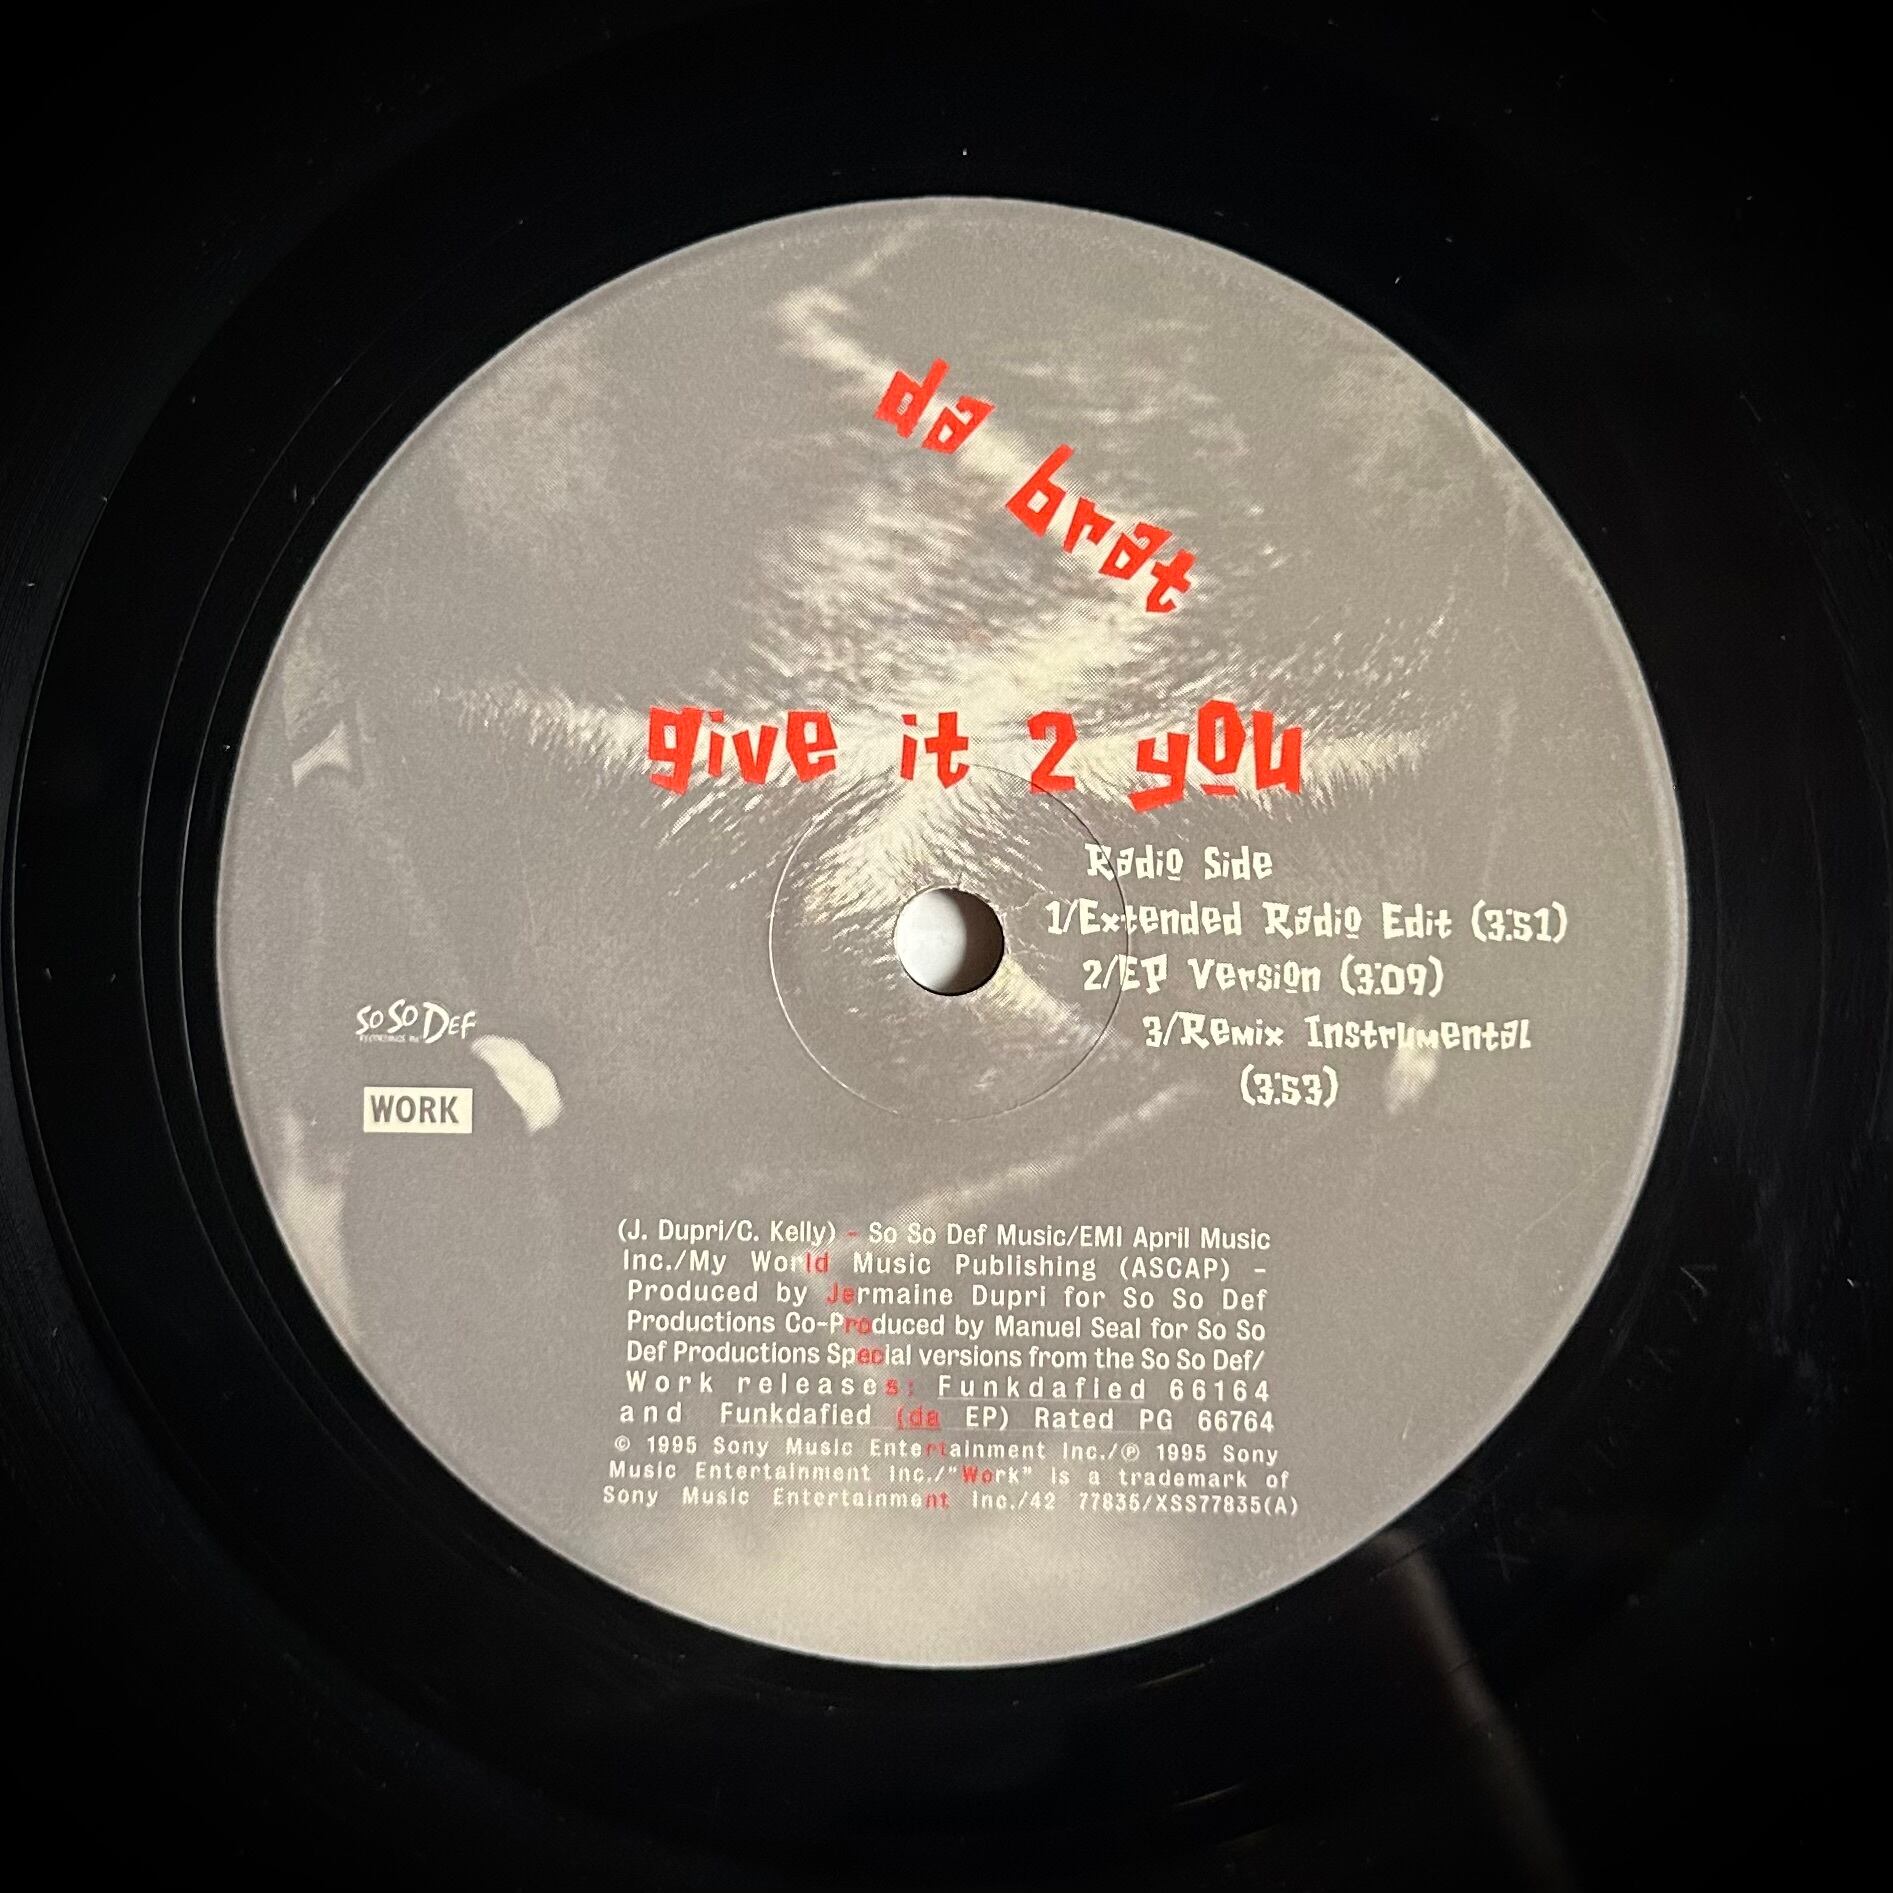 da brat
give it 2 you
Radio Side
1/Extended Radio Edit (3:51)
2/EP Version (3:09)
3/Remix Instrumental
(3:53)
So So Def
WORK
(J. Dupri/C. Kelly) - So So Def Music/EMI April Music
Inc./My World Music Publishing (ASCAP) -
Produced by Jermaine Dupri for So So Def
Productions Co-Produced by Manuel Seal for So So
Def Productions Special versions from the So So Def/
Work releases: Funkdafied 66164
and Funkdafied (da EP) Rated PG 66764
© 1995 Sony Music Entertainment Inc./℗ 1995 Sony
Music Entertainment Inc./"Work" is a trademark of
Sony Music Entertainment Inc./42 77836/XSS77835(A)